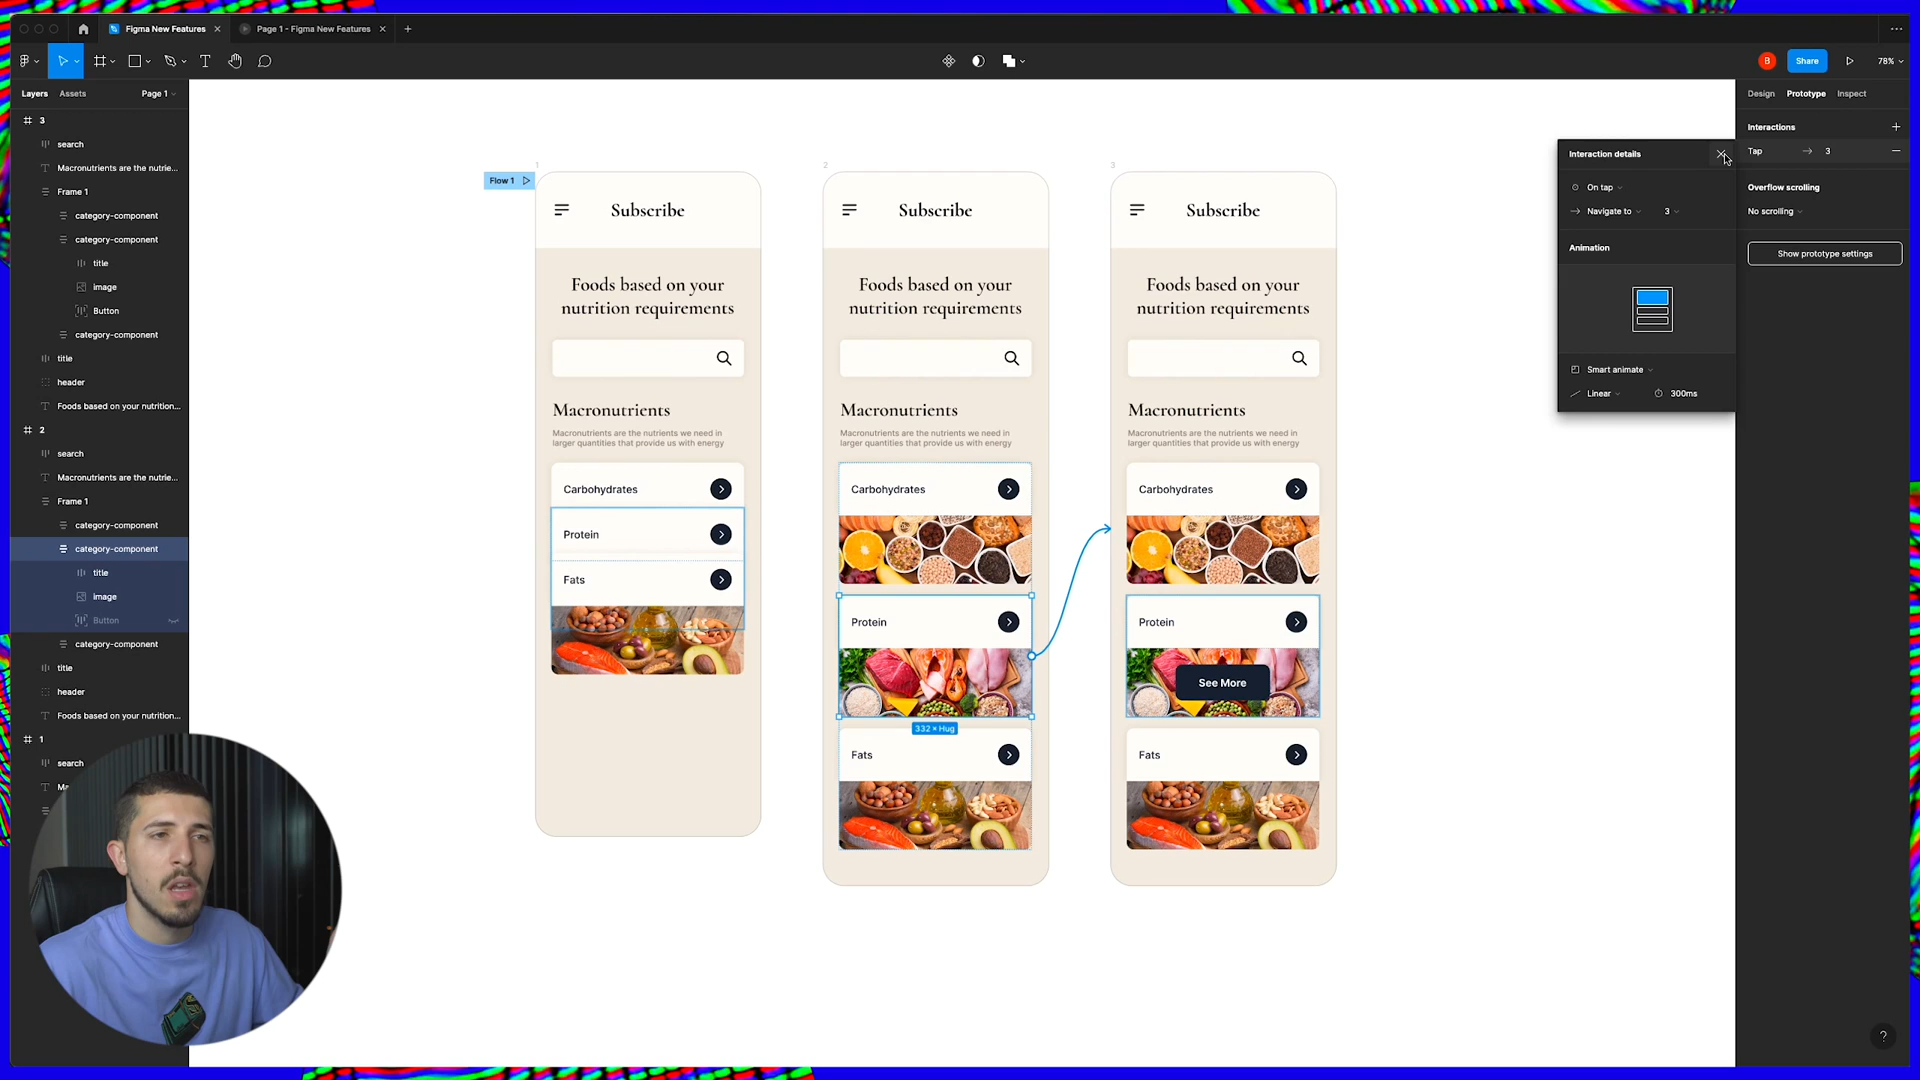 Figma New Features
Page 1 - Figma New Features
B
Share
78%
Layers
Assets
Page 1
3
search
Macronutrients are the nutrie...
Frame 1
category-component
category-component
title
image
Button
category-component
title
header
Foods based on your nutrition...
2
search
Macronutrients are the nutrie...
Frame 1
category-component
category-component
title
image
Button
category-component
title
header
Foods based on your nutrition...
1
search
Ma
Flow 1
1
Subscribe
Foods based on your
nutrition requirements
Macronutrients
Macronutrients are the nutrients we need in
larger quantities that provide us with energy
Carbohydrates
Protein
Fats
2
Subscribe
Foods based on your
nutrition requirements
Macronutrients
Macronutrients are the nutrients we need in
larger quantities that provide us with energy
Carbohydrates
Protein
332 × Hug
Fats
3
Subscribe
Foods based on your
nutrition requirements
Macronutrients
Macronutrients are the nutrients we need in
larger quantities that provide us with energy
Carbohydrates
Protein
See More
Fats
Interaction details
On tap
Navigate to
3
Animation
Smart animate
Linear
300ms
Design
Prototype
Inspect
Interactions
Tap
3
Overflow scrolling
No scrolling
Show prototype settings
?